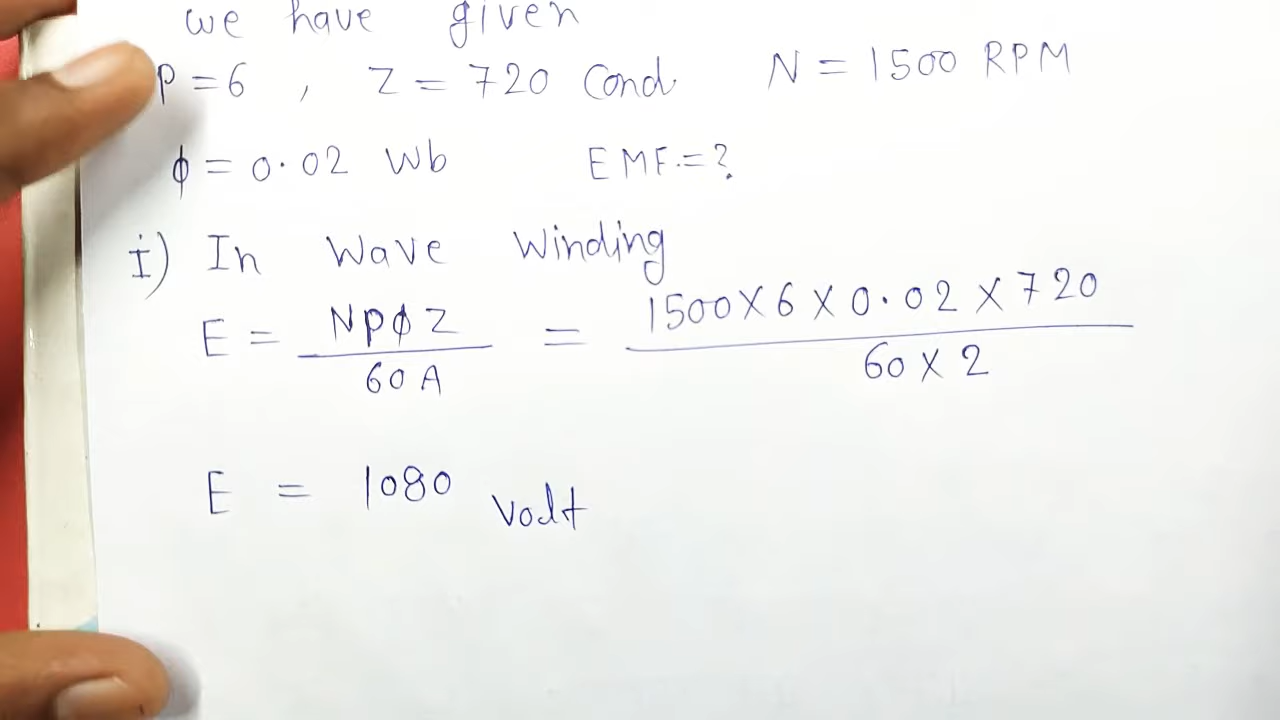 we have given
P = 6 , Z = 720 Cond. N = 1500 RPM
ϕ = 0.02 Wb EMF. = ?
i) In Wave Winding
E = NPϕZ / 60 A = 1500 X 6 X 0.02 X 720 / 60 X 2
E = 1080 Volt